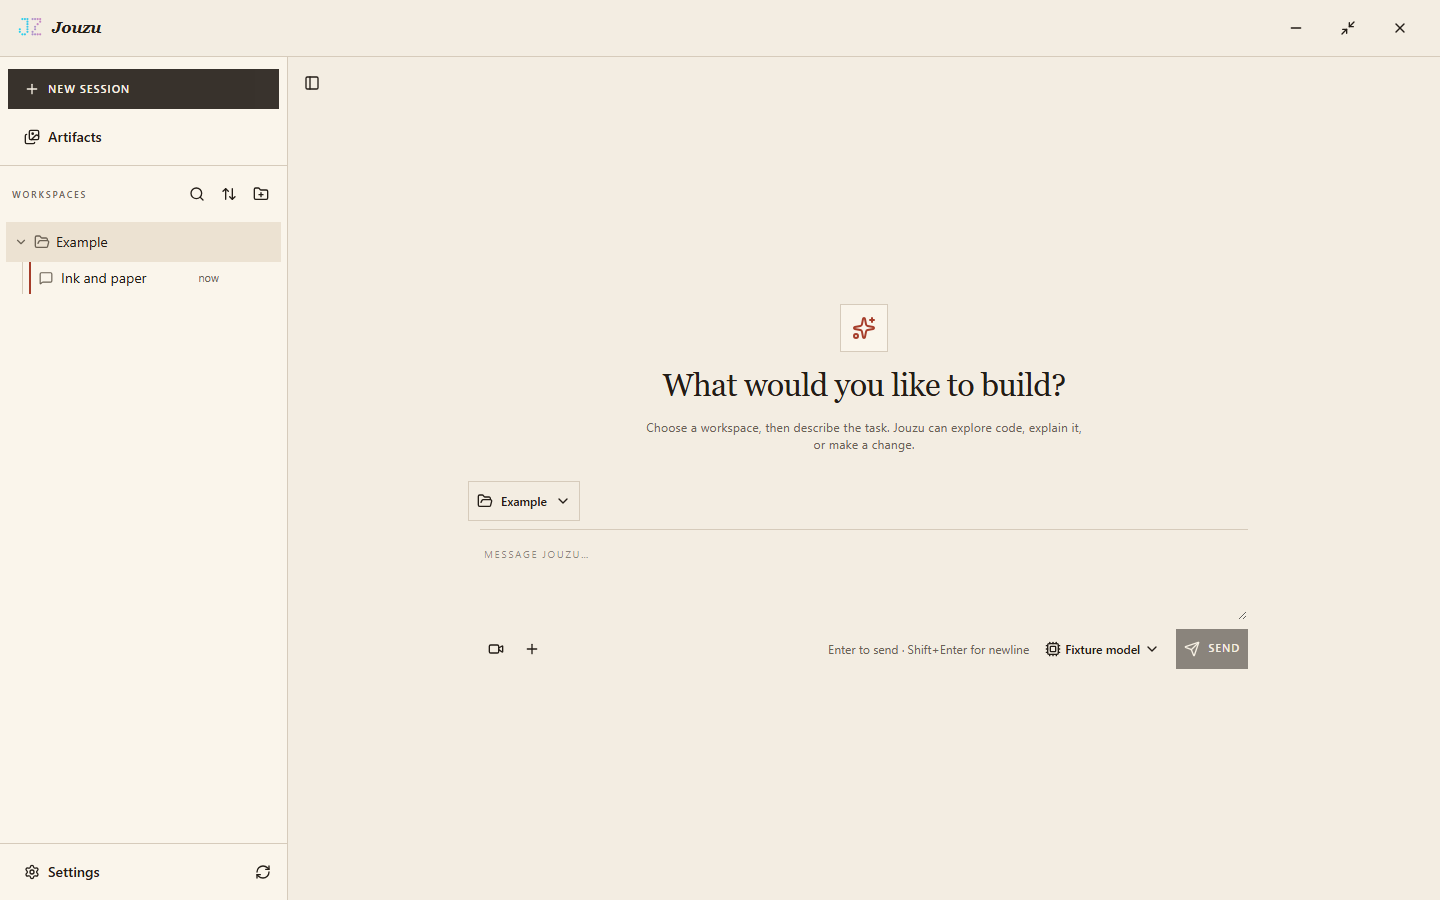 JZ Jouzu
NEW SESSION
Artifacts
WORKSPACES
Example
Ink and paper now
What would you like to build?
Choose a workspace, then describe the task. Jouzu can explore code, explain it,
or make a change.
Example
MESSAGE JOUZU...
Enter to send · Shift+Enter for newline Fixture model SEND
Settings